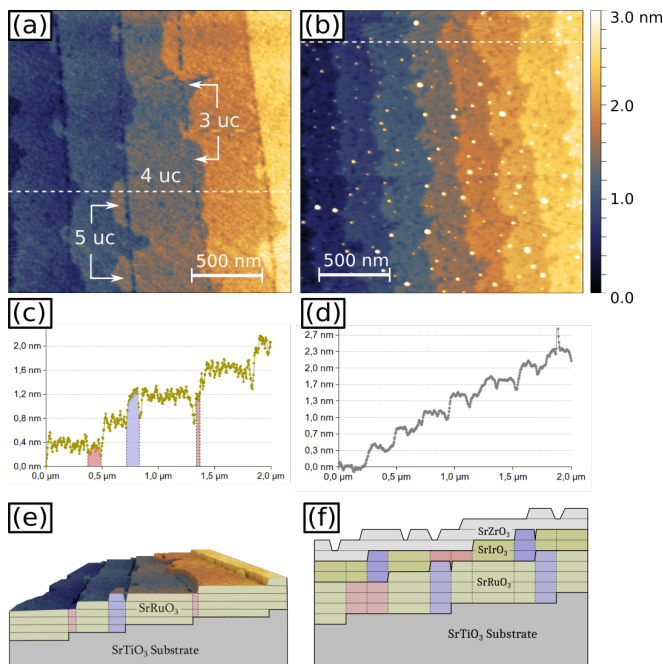 (a)
3 uc
4 uc
5 uc
500 nm
(b)
500 nm
3.0 nm
2.0
1.0
0.0
(c)
2,0 nm
1,6 nm
1,2 nm
0,8 nm
0,4 nm
0,0 nm
0,0 µm
0,5 µm
1,0 µm
1,5 µm
2,0 µm
(d)
2,7 nm
2,3 nm
2,0 nm
1,7 nm
1,3 nm
1,0 nm
0,7 nm
0,3 nm
0,0 nm
0,0 µm
0,5 µm
1,0 µm
1,5 µm
2,0 µm
(e)
SrRuO₃
SrTiO₃ Substrate
(f)
SrZrO₃
SrIrO₃
SrRuO₃
SrTiO₃ Substrate